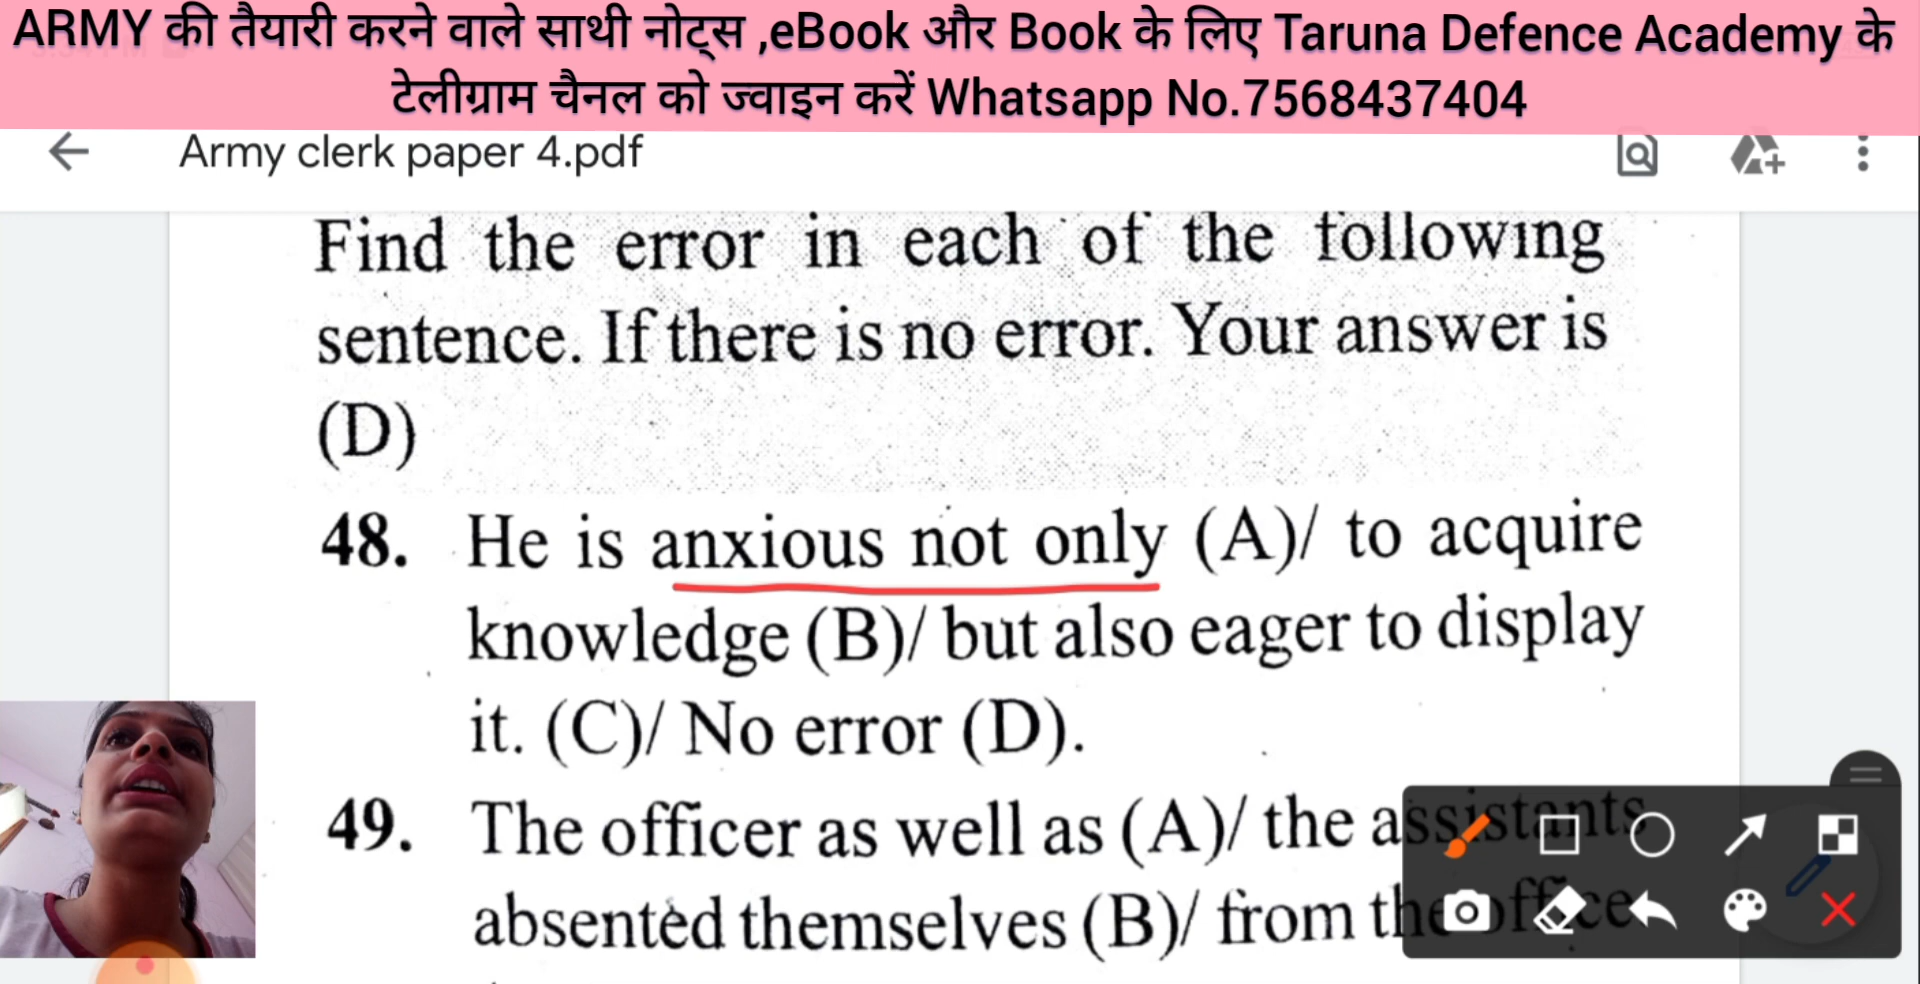 ARMY की तैयारी करने वाले साथी नोट्स ,eBook और Book के लिए Taruna Defence Academy के
टेलीग्राम चैनल को ज्वाइन करें Whatsapp No.7568437404
Army clerk paper 4.pdf
Find the error in each of the following
sentence. If there is no error. Your answer is
(D)
48. He is anxious not only (A)/ to acquire
knowledge (B)/ but also eager to display
it. (C)/ No error (D).
49. The officer as well as (A)/ the assistants
absented themselves (B)/ from the office